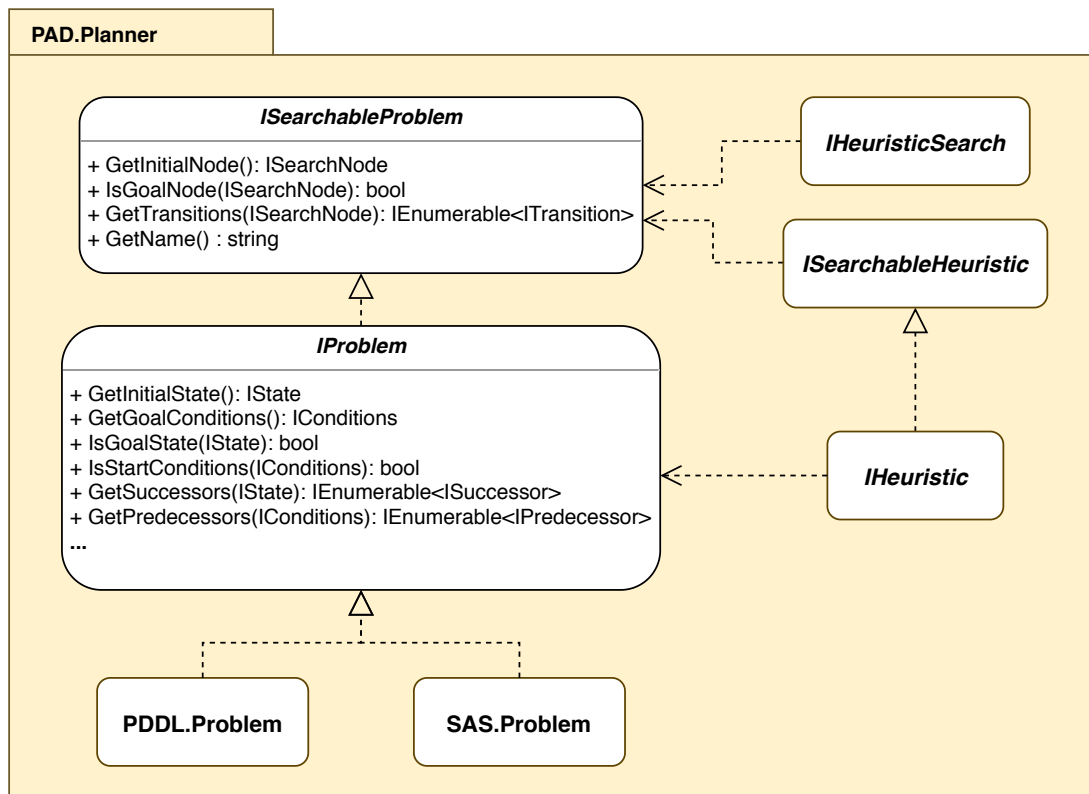 PAD.Planner
ISearchableProblem
+ GetInitialNode(): ISearchNode
+ IsGoalNode(ISearchNode): bool
+ GetTransitions(ISearchNode): IEnumerable<ITransition>
+ GetName() : string
IHeuristicSearch
ISearchableHeuristic
IProblem
+ GetInitialState(): IState
+ GetGoalConditions(): IConditions
+ IsGoalState(IState): bool
+ IsStartConditions(IConditions): bool
+ GetSuccessors(IState): IEnumerable<ISuccessor>
+ GetPredecessors(IConditions): IEnumerable<IPredecessor>
...
IHeuristic
PDDL.Problem
SAS.Problem